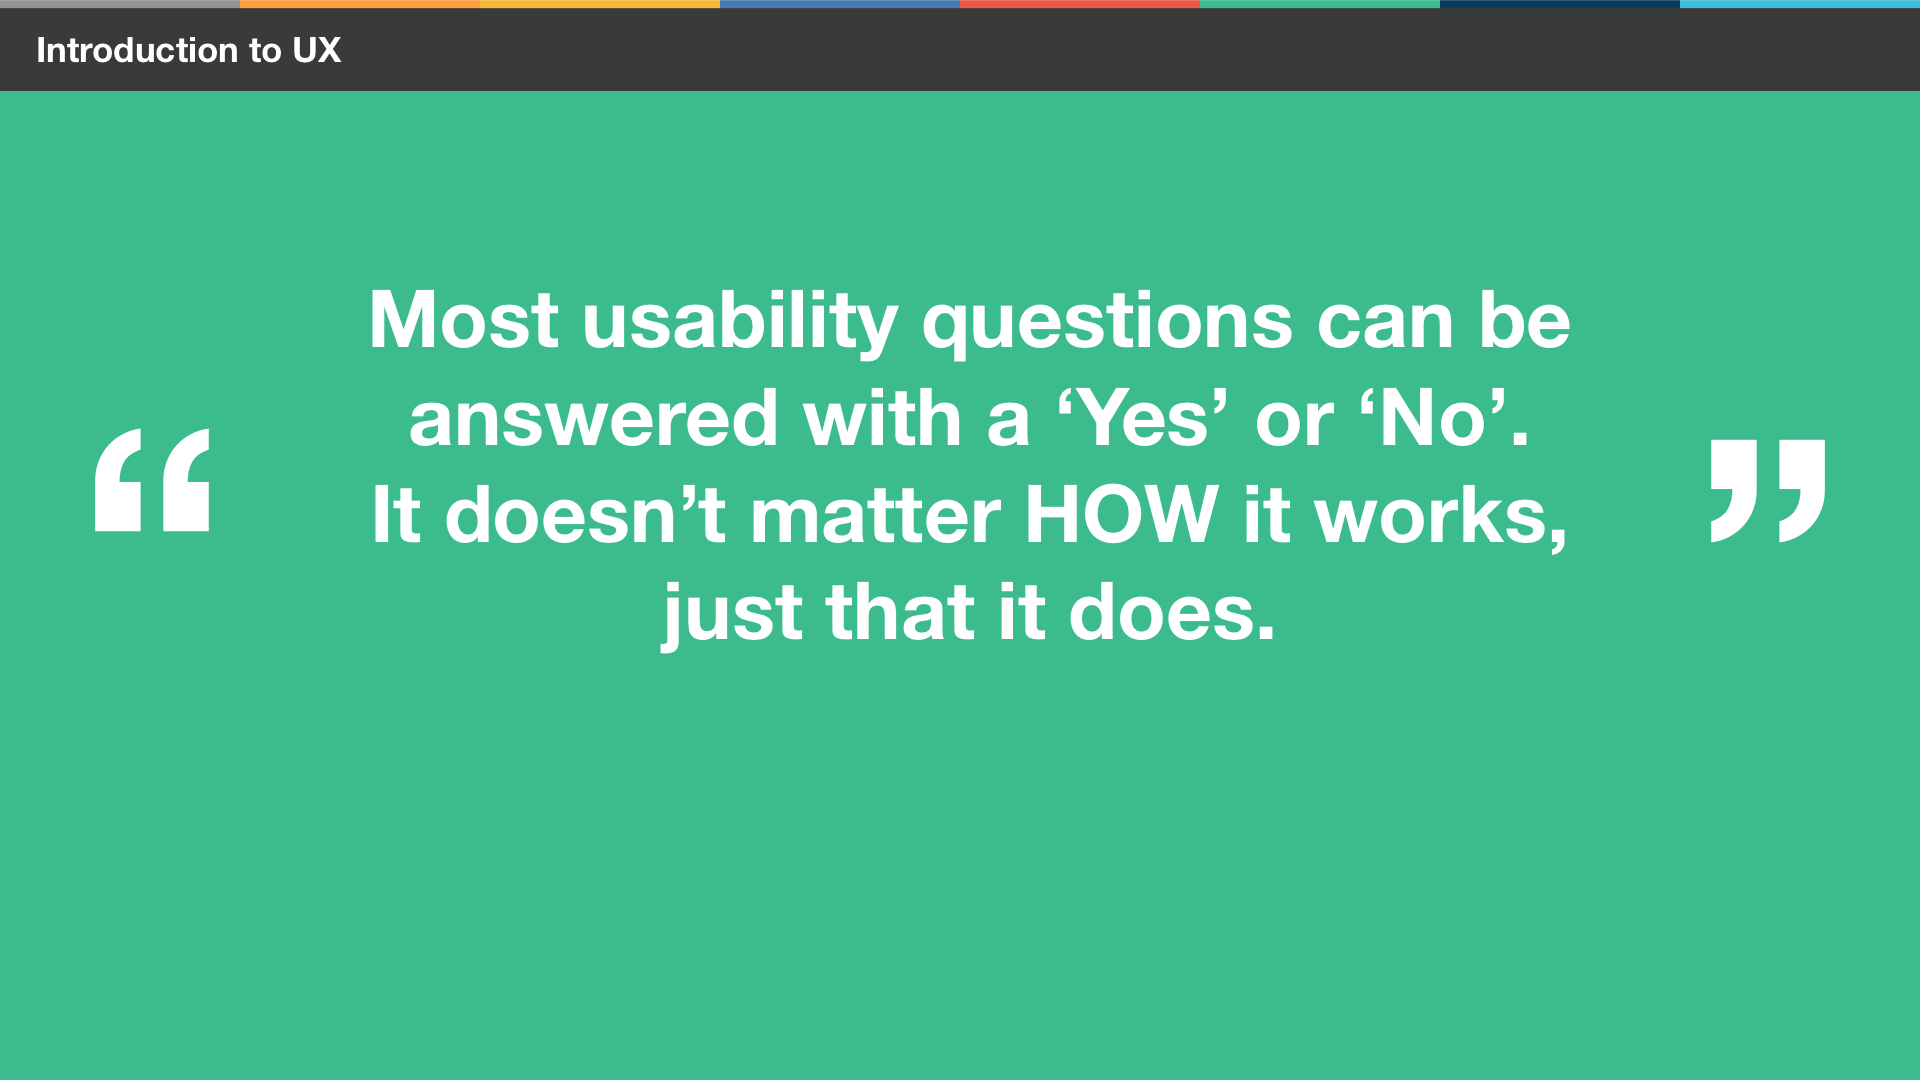 Introduction to UX
“
Most usability questions can be
answered with a ‘Yes’ or ‘No’.
It doesn’t matter HOW it works,
just that it does.
”